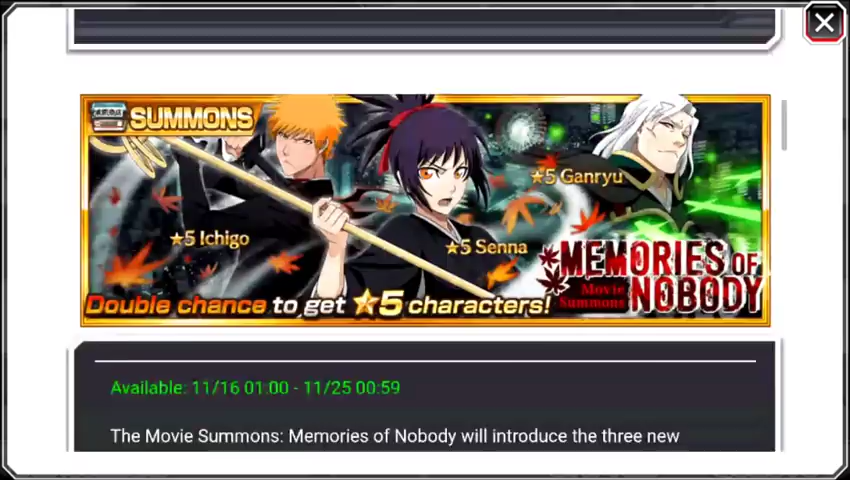 SUMMONS
★5 Ganryu
★5 Ichigo
★5 Senna
MEMORIES OF
Movie
Summons
NOBODY
Double chance to get ★5 characters!
Available: 11/16 01:00 - 11/25 00:59
The Movie Summons: Memories of Nobody will introduce the three new